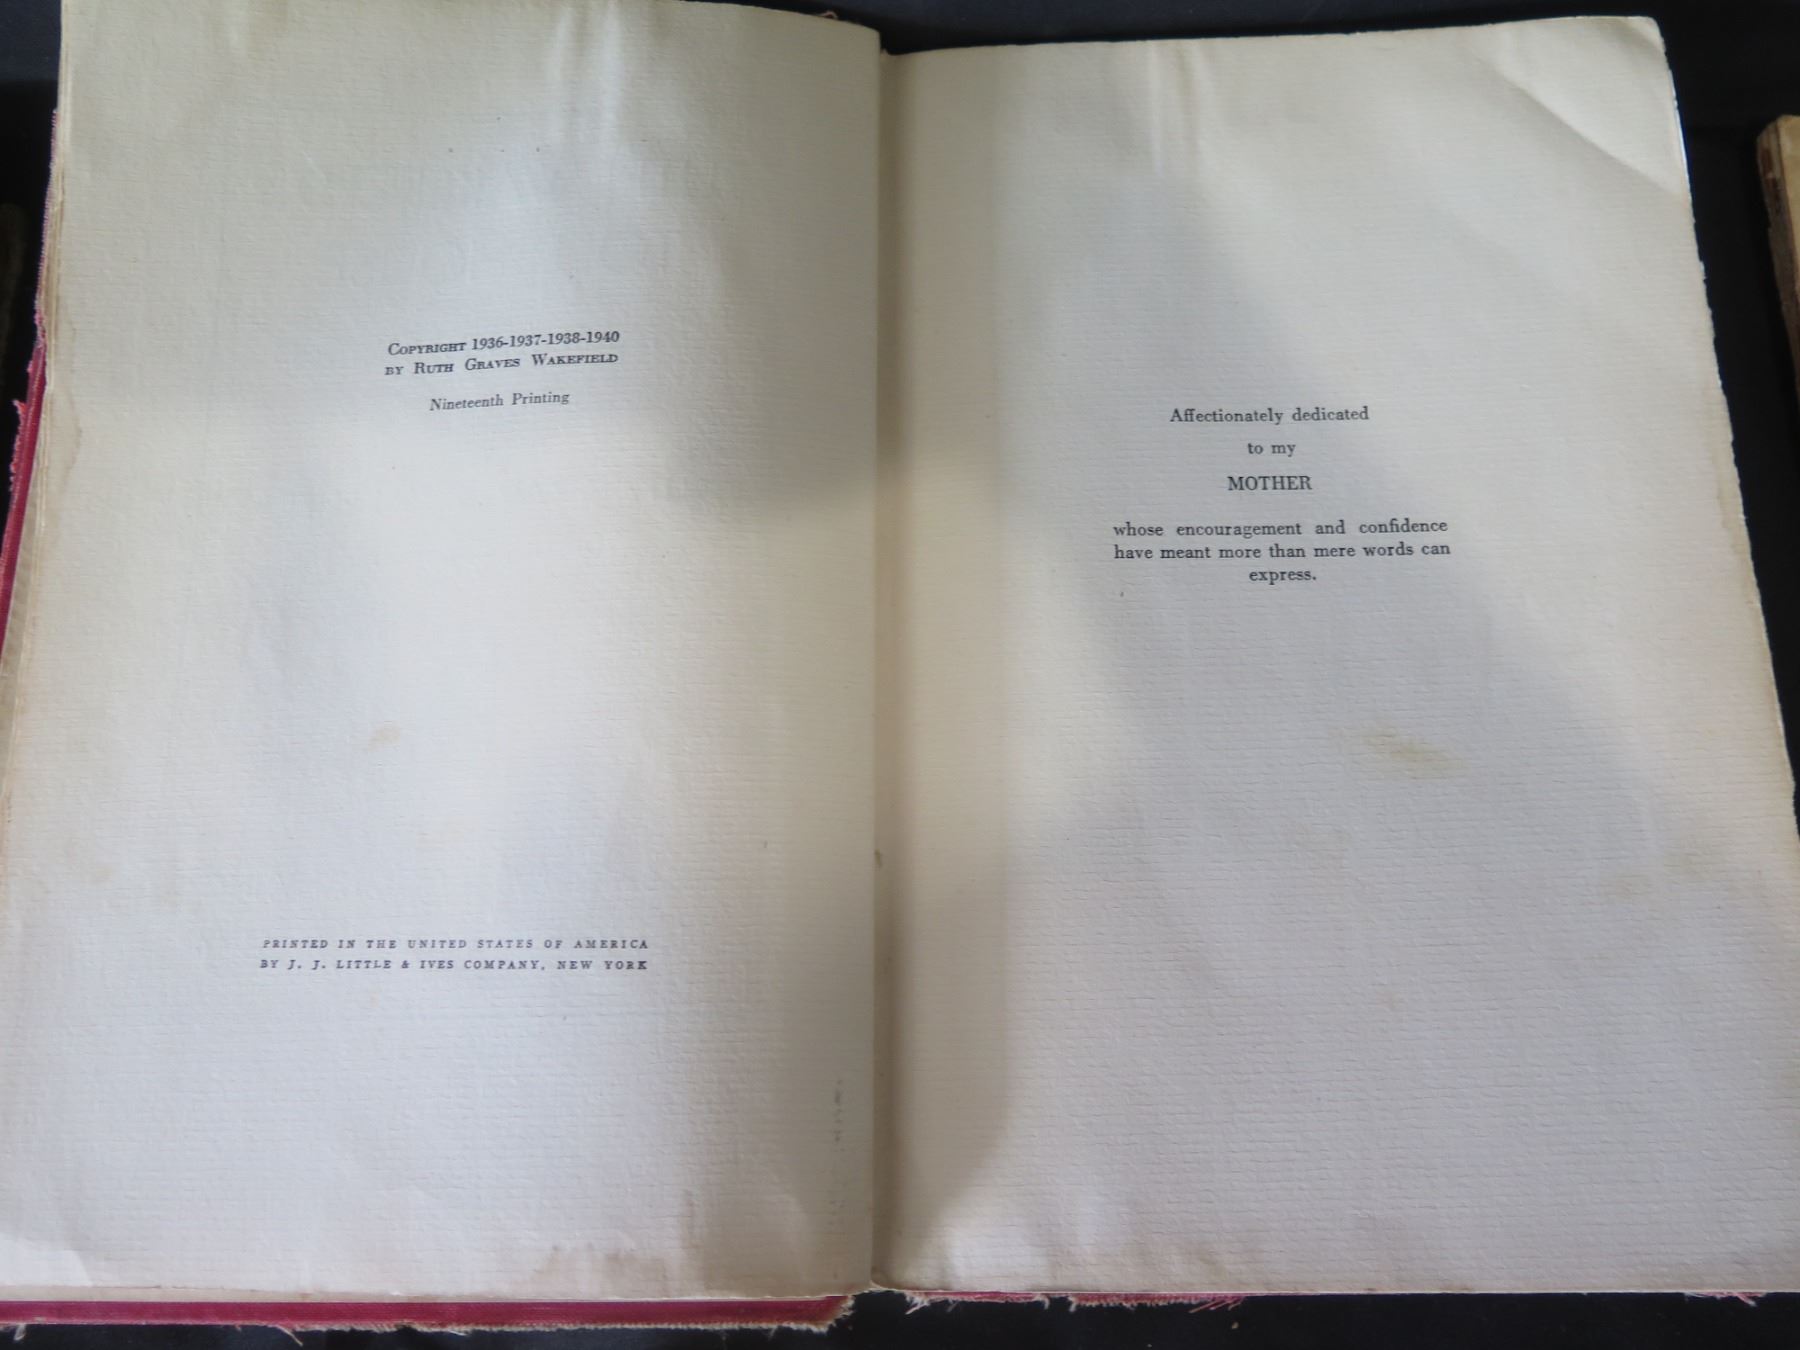 Copyright 1936-1937-1938-1940
by Ruth Graves Wakefield
Nineteenth Printing
PRINTED IN THE UNITED STATES OF AMERICA
BY J. J. LITTLE & IVES COMPANY, NEW YORK
Affectionately dedicated
to my
MOTHER
whose encouragement and confidence
have meant more than mere words can
express.